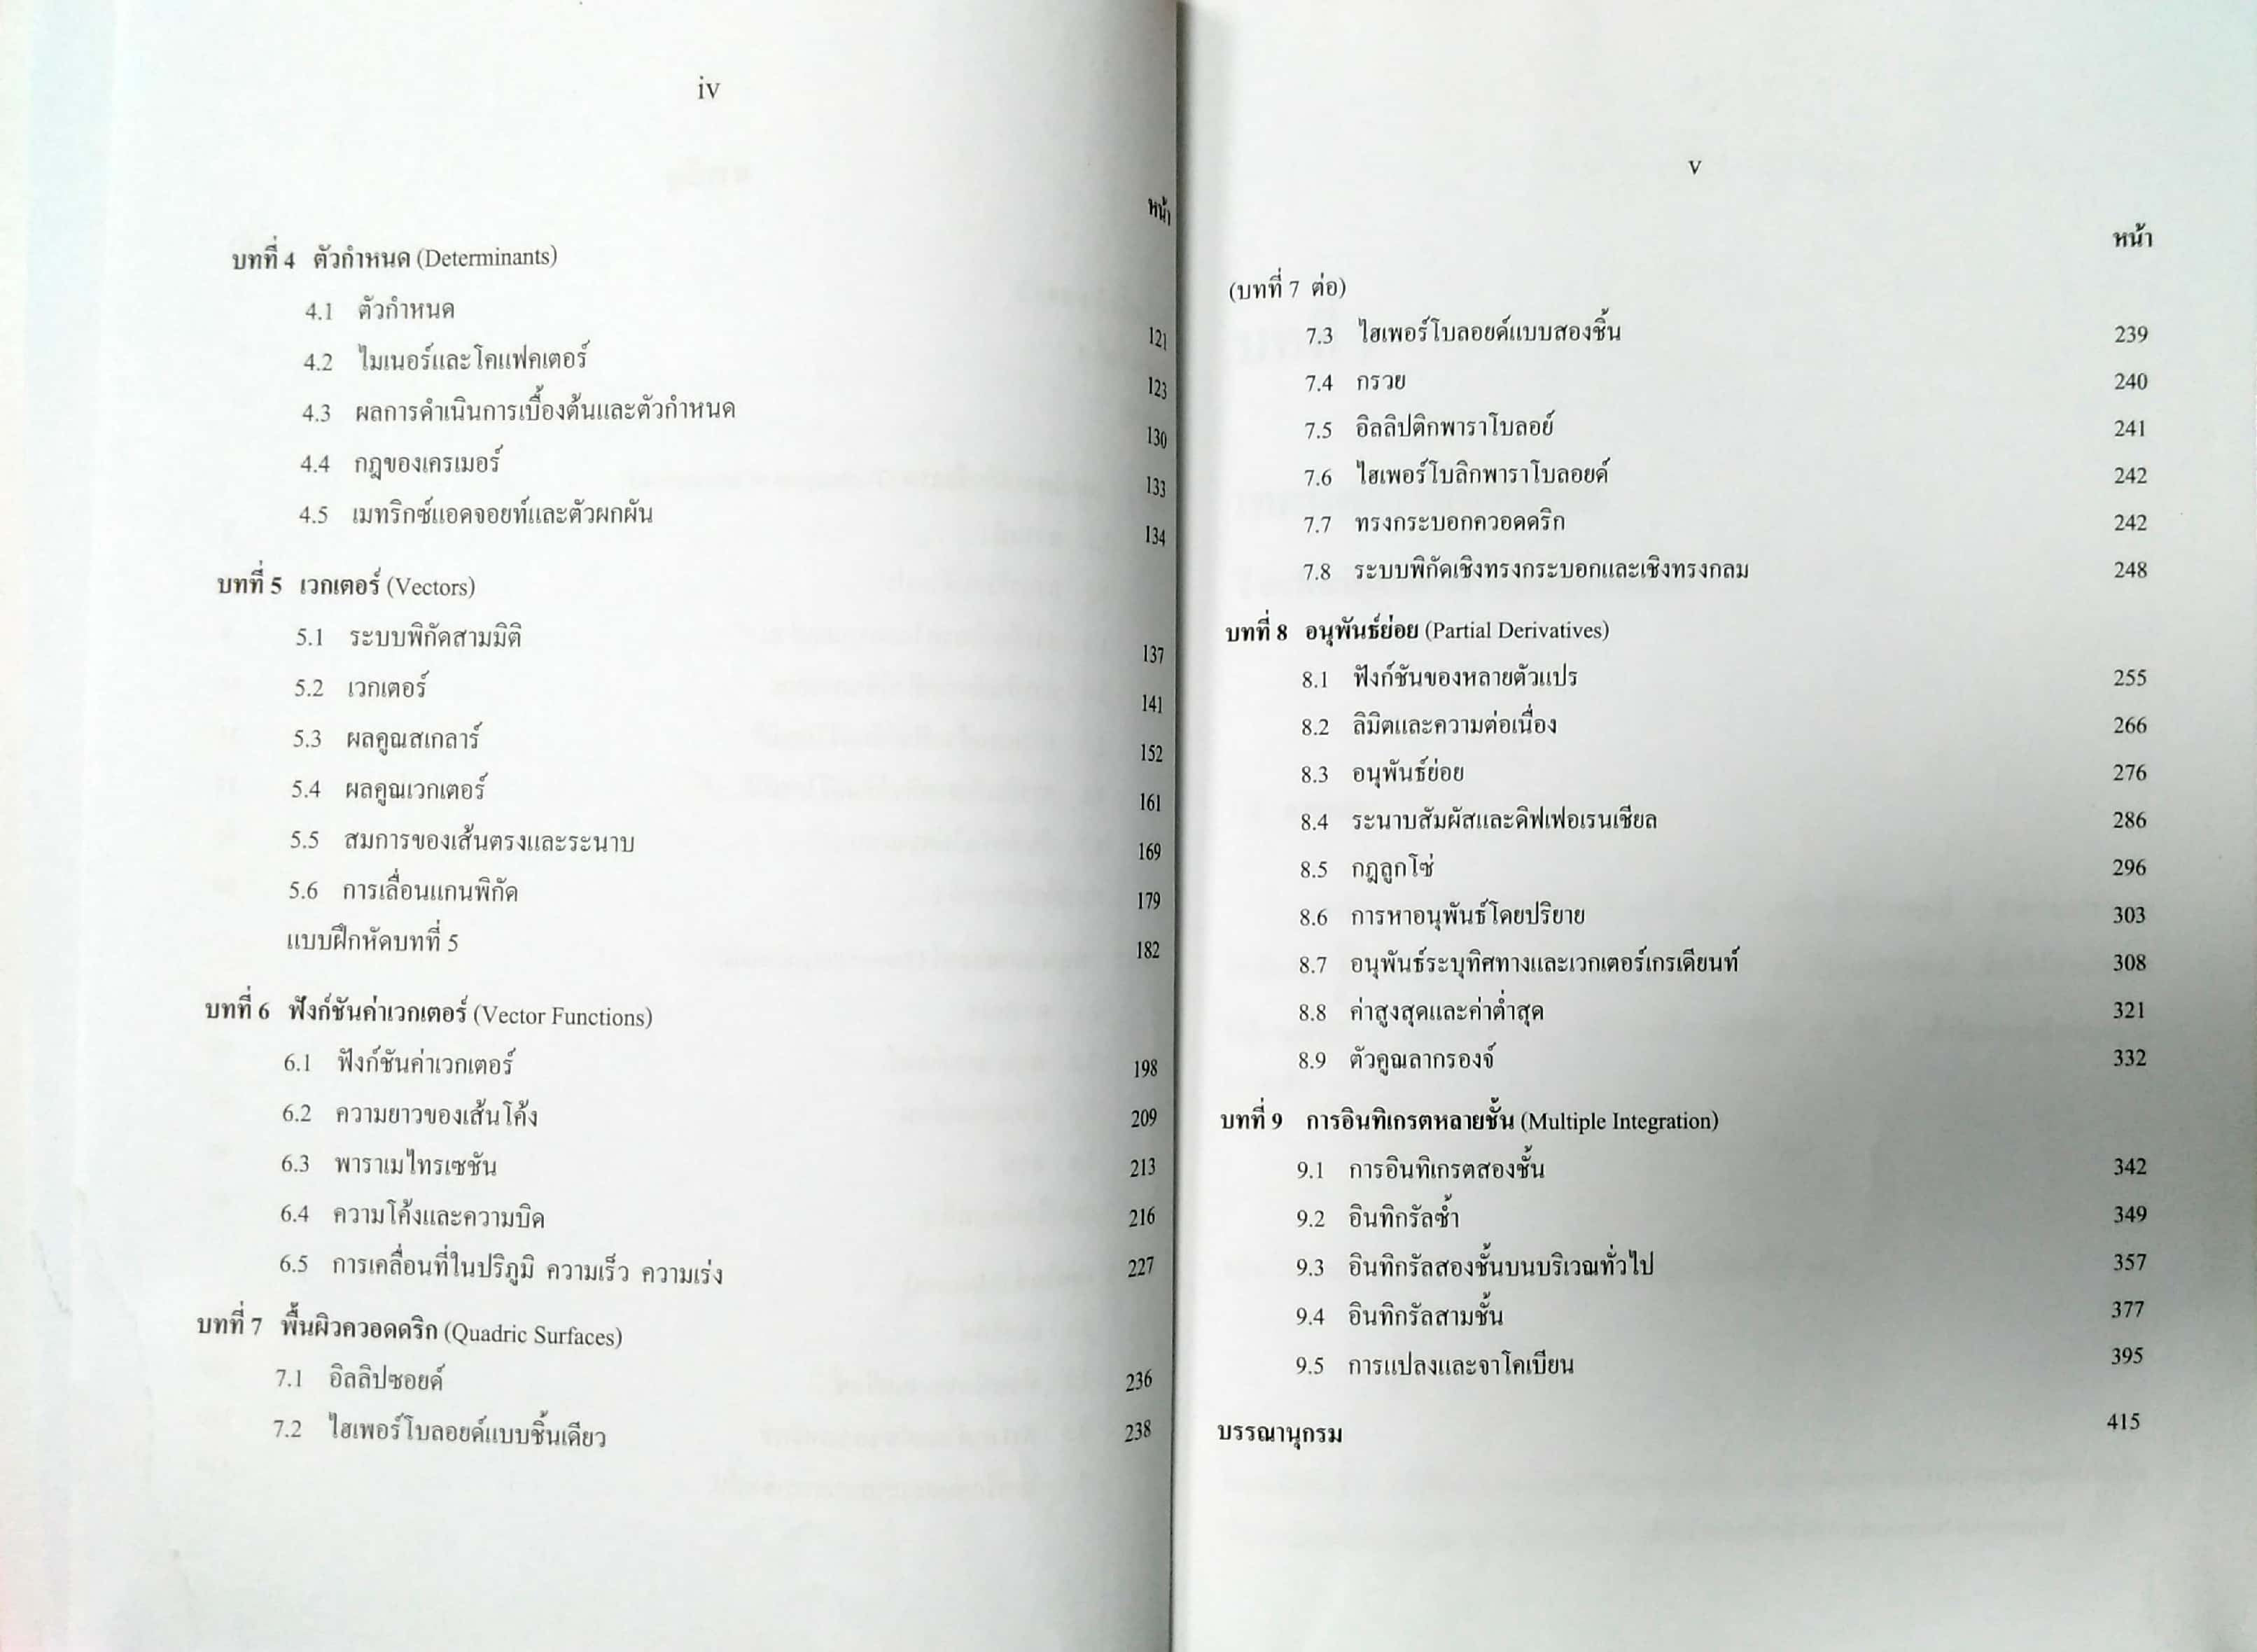 iv
หน้า
บทที่ 4 ตัวกำหนด (Determinants)
4.1 ตัวกำหนด 121
4.2 ไมเนอร์และโคแฟคเตอร์ 123
4.3 ผลการดำเนินการเบื้องต้นและตัวกำหนด 130
4.4 กฎของเครเมอร์ 133
4.5 เมทริกซ์แอดจอยท์และตัวผกผัน 134
บทที่ 5 เวกเตอร์ (Vectors)
5.1 ระบบพิกัดสามมิติ 137
5.2 เวกเตอร์ 141
5.3 ผลคูณสเกลาร์ 152
5.4 ผลคูณเวกเตอร์ 161
5.5 สมการของเส้นตรงและระนาบ 169
5.6 การเลื่อนแกนพิกัด 179
แบบฝึกหัดบทที่ 5 182
บทที่ 6 ฟังก์ชันค่าเวกเตอร์ (Vector Functions)
6.1 ฟังก์ชันค่าเวกเตอร์ 198
6.2 ความยาวของเส้นโค้ง 209
6.3 พาราเมไทรเซชัน 213
6.4 ความโค้งและความบิด 216
6.5 การเคลื่อนที่ในปริภูมิ ความเร็ว ความเร่ง 227
บทที่ 7 พื้นผิวควอดดริก (Quadric Surfaces)
7.1 อิลลิปซอยด์ 236
7.2 ไฮเพอร์โบลอยด์แบบชิ้นเดียว 238
v
หน้า
(บทที่ 7 ต่อ)
7.3 ไฮเพอร์โบลอยด์แบบสองชิ้น 239
7.4 กรวย 240
7.5 อิลลิปติกพาราโบลอย์ 241
7.6 ไฮเพอร์โบลิกพาราโบลอยด์ 242
7.7 ทรงกระบอกควอดดริก 242
7.8 ระบบพิกัดเชิงทรงกระบอกและเชิงทรงกลม 248
บทที่ 8 อนุพันธ์ย่อย (Partial Derivatives)
8.1 ฟังก์ชันของหลายตัวแปร 255
8.2 ลิมิตและความต่อเนื่อง 266
8.3 อนุพันธ์ย่อย 276
8.4 ระนาบสัมผัสและดิฟเฟอเรนเชียล 286
8.5 กฎลูกโซ่ 296
8.6 การหาอนุพันธ์โดยปริยาย 303
8.7 อนุพันธ์ระบุทิศทางและเวกเตอร์เกรเดียนท์ 308
8.8 ค่าสูงสุดและค่าต่ำสุด 321
8.9 ตัวคูณลากรองจ์ 332
บทที่ 9 การอินทิเกรตหลายชั้น (Multiple Integration)
9.1 การอินทิเกรตสองชั้น 342
9.2 อินทิกรัลซ้ำ 349
9.3 อินทิกรัลสองชั้นบนบริเวณทั่วไป 357
9.4 อินทิกรัลสามชั้น 377
9.5 การแปลงและจาโคเบียน 395
บรรณานุกรม 415